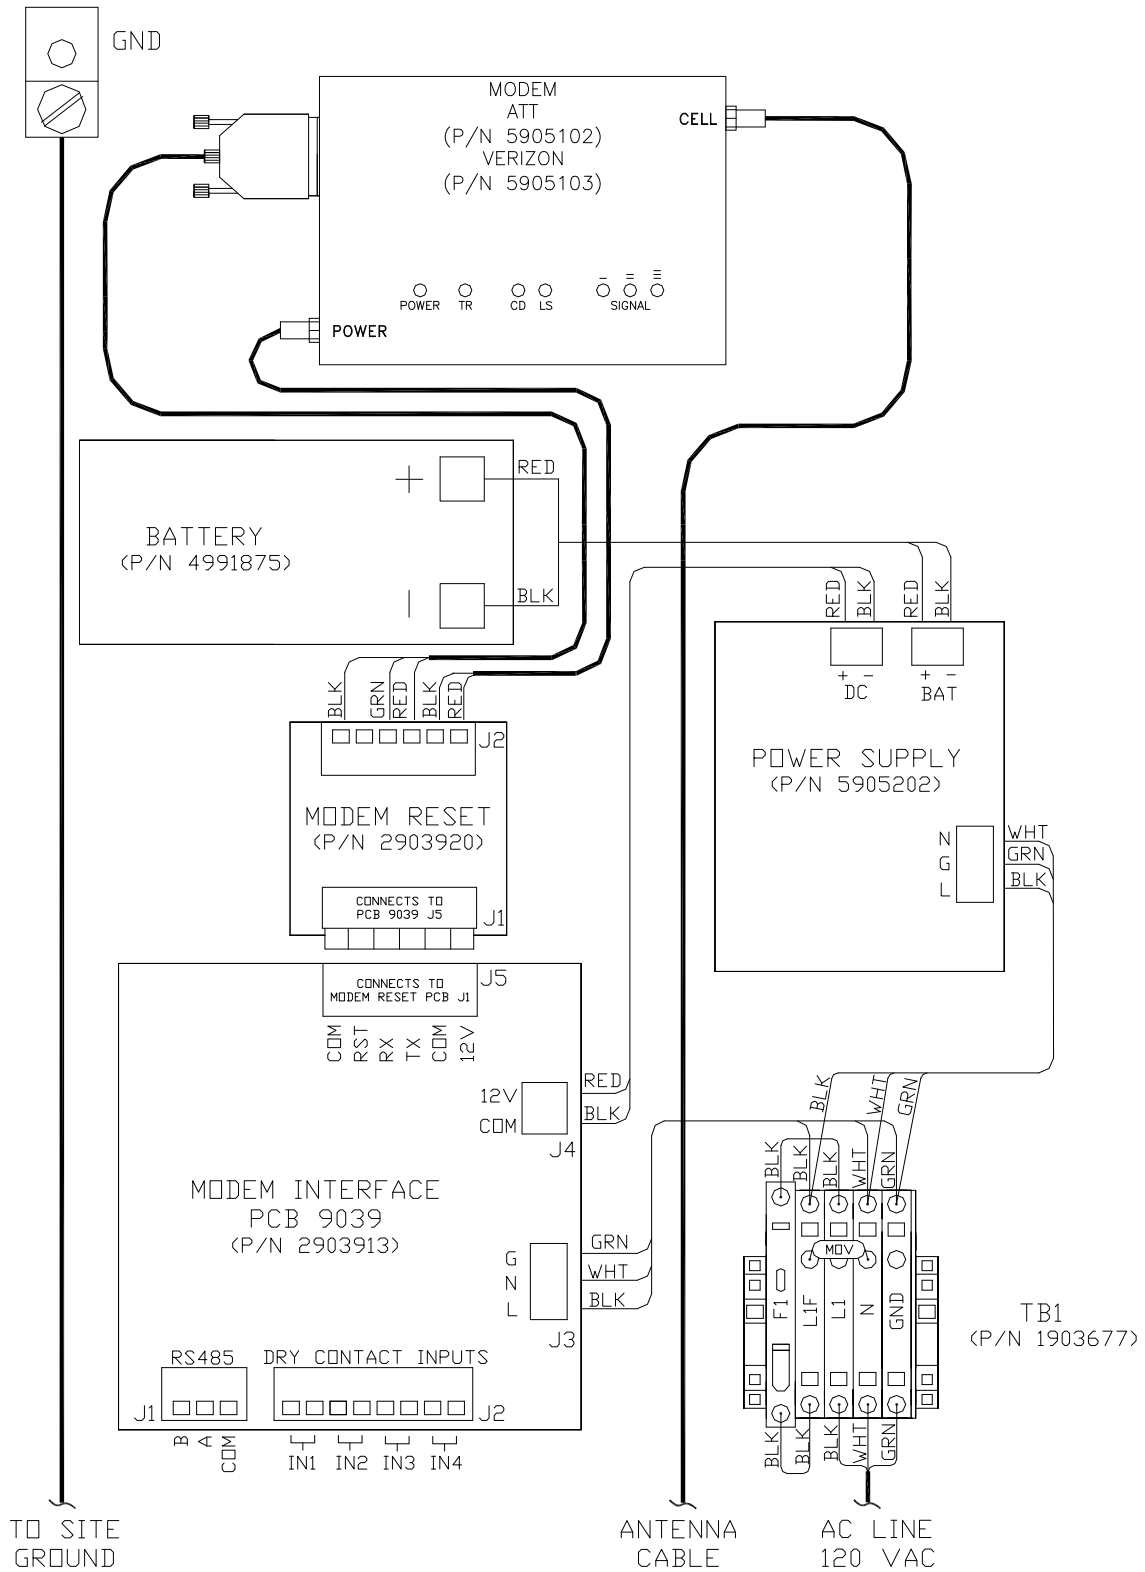 GND
MODEM
ATT
(P/N 5905102)
VERIZON
(P/N 5905103)
CELL
POWER TR CD LS SIGNAL
POWER
RED
+
BATTERY
(P/N 4991875)
-
BLK
RED BLK RED BLK
+ - + -
DC BAT
BLK GRN RED BLK RED
J2
MODEM RESET
(P/N 2903920)
POWER SUPPLY
(P/N 5905202)
N WHT
G GRN
L BLK
CONNECTS TO
PCB 9039 J5
J1
J5
CONNECTS TO
MODEM RESET PCB J1
COM RST RX TX COM 12V
12V RED
COM BLK
J4
BLK WHT GRN
BLK BLK BLK WHT GRN
MODEM INTERFACE
PCB 9039
(P/N 2903913)
G GRN
N WHT
L BLK
J3
MOV
F1 L1F L1 N GND
TB1
(P/N 1903677)
RS485 DRY CONTACT INPUTS
J1 J2
B A COM
IN1 IN2 IN3 IN4
BLK BLK BLK WHT GRN
TO SITE
GROUND
ANTENNA
CABLE
AC LINE
120 VAC